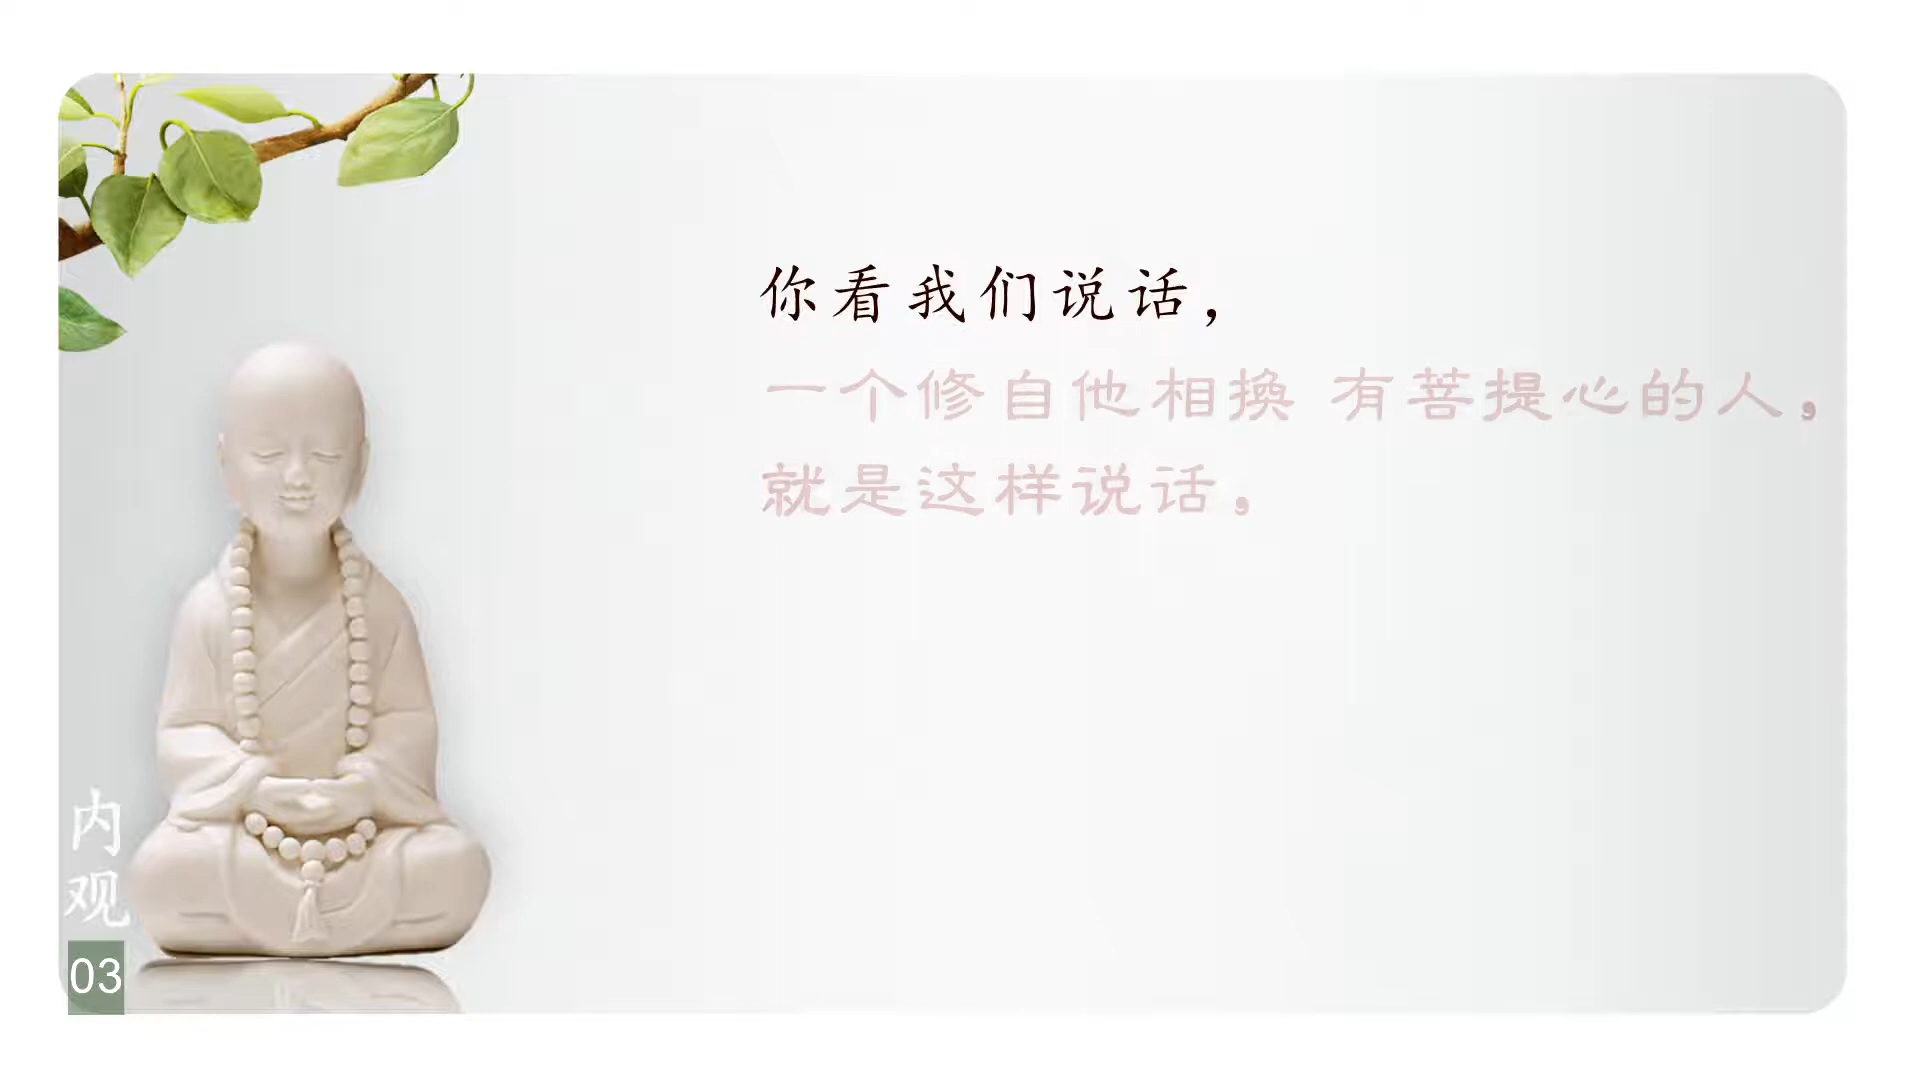 你看我们说话，
一个修自他相换 有菩提心的人，
就是这样说话，
内观
03